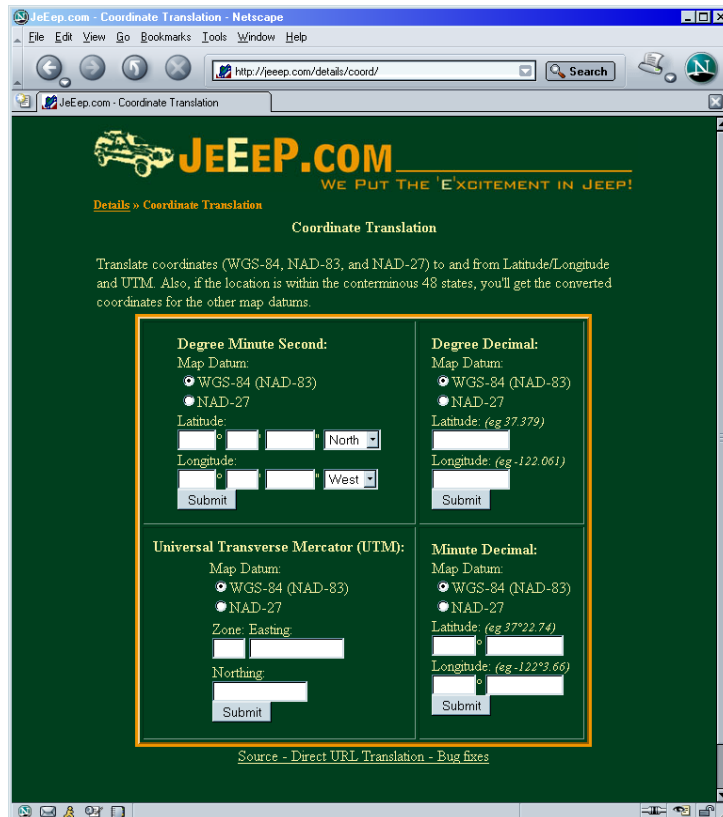 JeEep.com - Coordinate Translation - Netscape
File Edit View Go Bookmarks Tools Window Help
http://jeeep.com/details/coord/
Search
N
JeEep.com - Coordinate Translation
JeEeP.com
We Put The 'E'xcitement in Jeep!
Details » Coordinate Translation
Coordinate Translation
Translate coordinates (WGS-84, NAD-83, and NAD-27) to and from Latitude/Longitude
and UTM. Also, if the location is within the conterminous 48 states, you'll get the converted
coordinates for the other map datums.
Degree Minute Second:
Map Datum:
WGS-84 (NAD-83)
NAD-27
Latitude:
° ' " North
Longitude:
° ' " West
Submit
Degree Decimal:
Map Datum:
WGS-84 (NAD-83)
NAD-27
Latitude: (eg 37.379)
Longitude: (eg -122.061)
Submit
Universal Transverse Mercator (UTM):
Map Datum:
WGS-84 (NAD-83)
NAD-27
Zone: Easting:
Northing:
Submit
Minute Decimal:
Map Datum:
WGS-84 (NAD-83)
NAD-27
Latitude: (eg 37°22.74)
°
Longitude: (eg -122°3.66)
°
Submit
Source - Direct URL Translation - Bug fixes